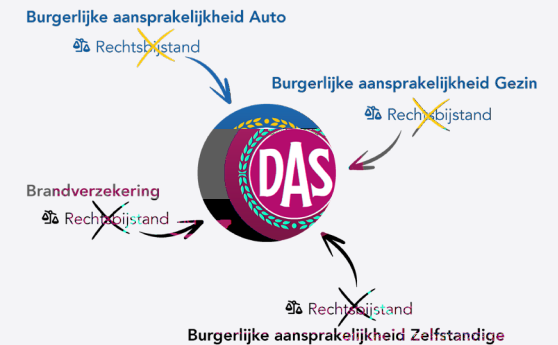 Burgerlijke aansprakelijkheid Auto
Rechtsbijstand
Burgerlijke aansprakelijkheid Gezin
Rechtsbijstand
DAS
Brandverzekering
Rechtsbijstand
Rechtsbijstand
Burgerlijke aansprakelijkheid Zelfstandige